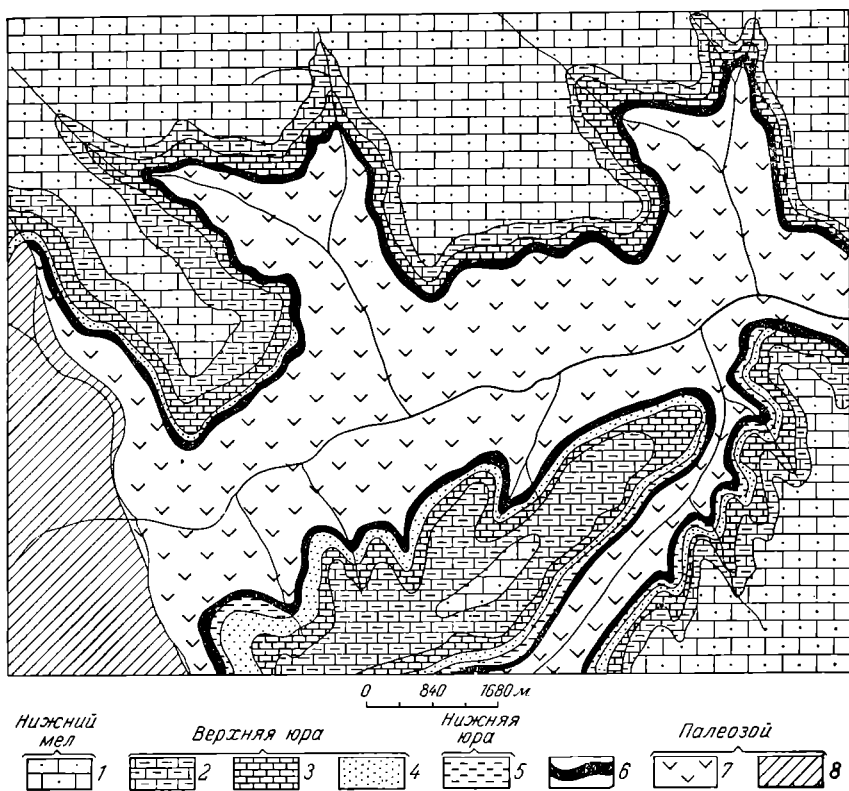 0 840 1680 м
Нижний мел
Верхняя юра
Нижняя юра
Палеозой
1 2 3 4 5 6 7 8